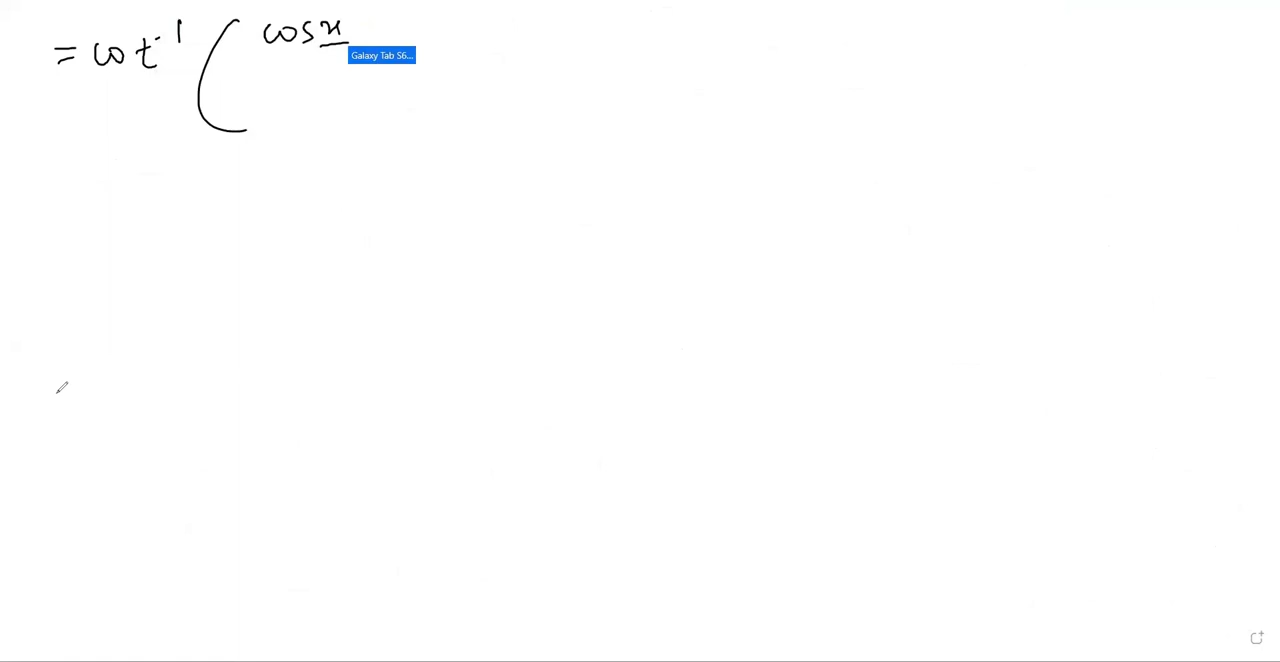 = cot⁻¹ ( cos x
Galaxy Tab S6...